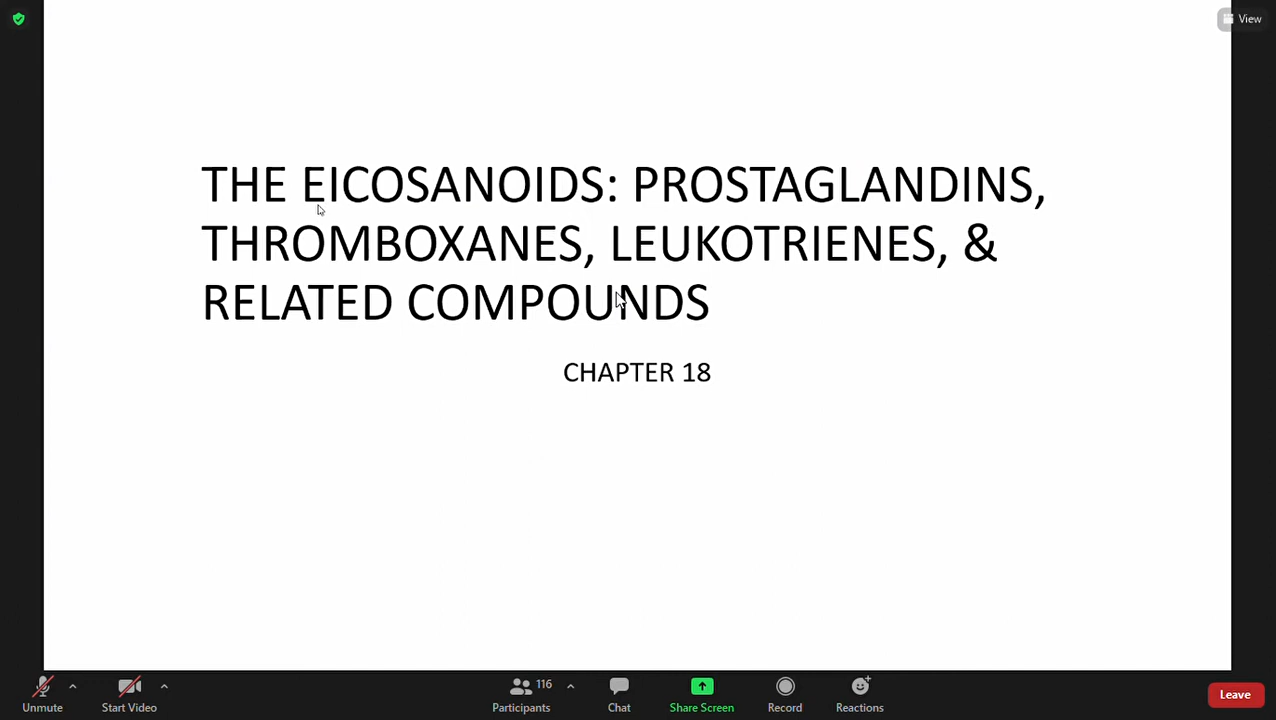 View
THE EICOSANOIDS: PROSTAGLANDINS,
THROMBOXANES, LEUKOTRIENES, &
RELATED COMPOUNDS
CHAPTER 18
Unmute
Start Video
116
Participants
Chat
Share Screen
Record
Reactions
Leave